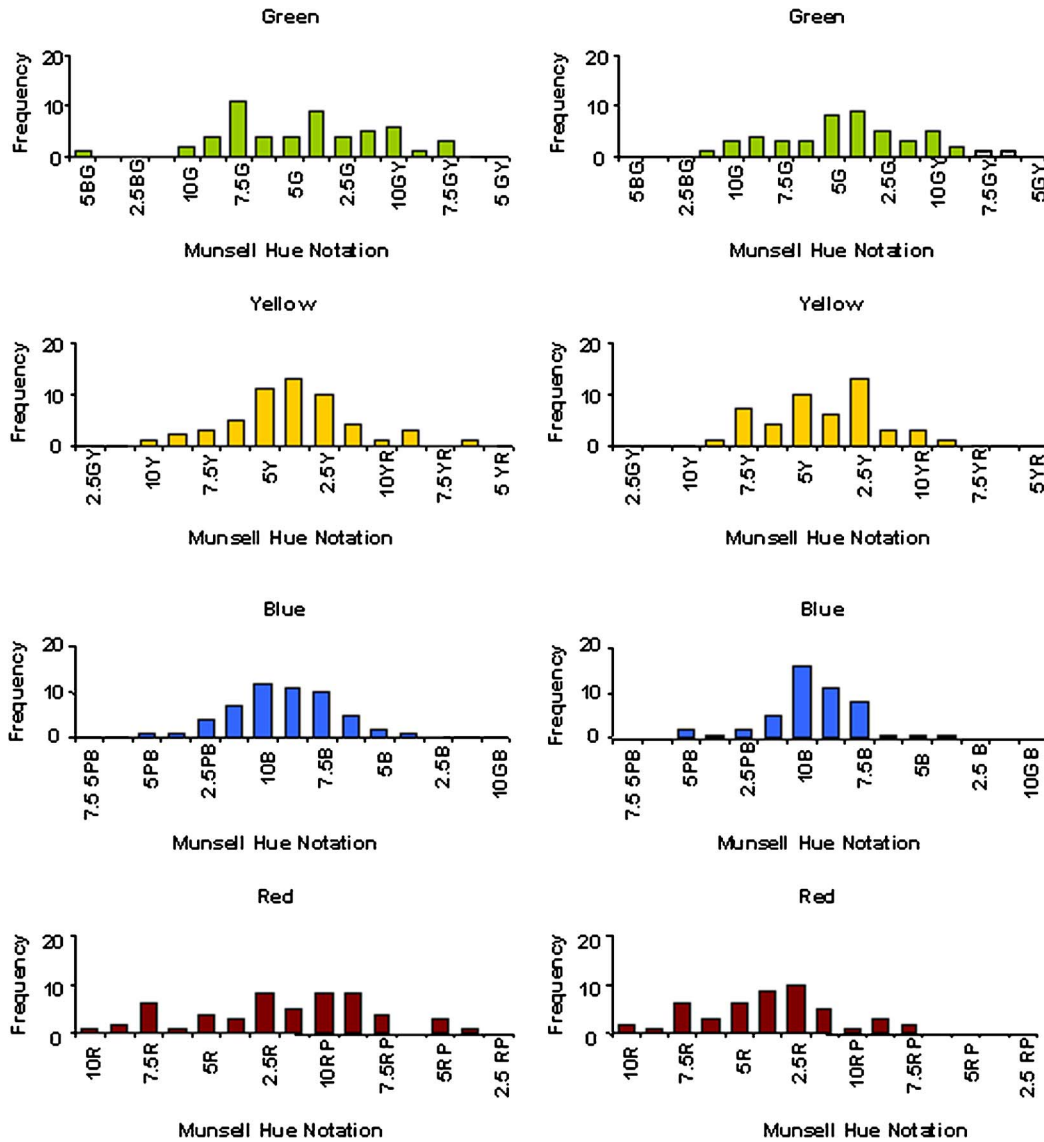 Green
Frequency
20
10
0
5BG
2.5BG
10G
7.5G
5G
2.5G
10GY
7.5GY
5 GY
Munsell Hue Notation
Green
Frequency
20
10
0
5BG
2.5BG
10G
7.5G
5G
2.5G
10GY
7.5GY
5GY
Munsell Hue Notation
Yellow
Frequency
20
10
0
2.5GY
10Y
7.5Y
5Y
2.5Y
10YR
7.5YR
5 YR
Munsell Hue Notation
Yellow
Frequency
20
10
0
2.5GY
10Y
7.5Y
5Y
2.5Y
10YR
7.5YR
5YR
Munsell Hue Notation
Blue
Frequency
20
10
0
7.5 5PB
5PB
2.5PB
10B
7.5B
5B
2.5B
10GB
Munsell Hue Notation
Blue
Frequency
20
10
0
7.5 5PB
5PB
2.5PB
10B
7.5B
5B
2.5 B
10GB
Munsell Hue Notation
Red
Frequency
20
10
0
10R
7.5R
5R
2.5R
10RP
7.5RP
5RP
2.5 RP
Munsell Hue Notation
Red
Frequency
20
10
0
10R
7.5R
5R
2.5R
10RP
7.5RP
5RP
2.5 RP
Munsell Hue Notation